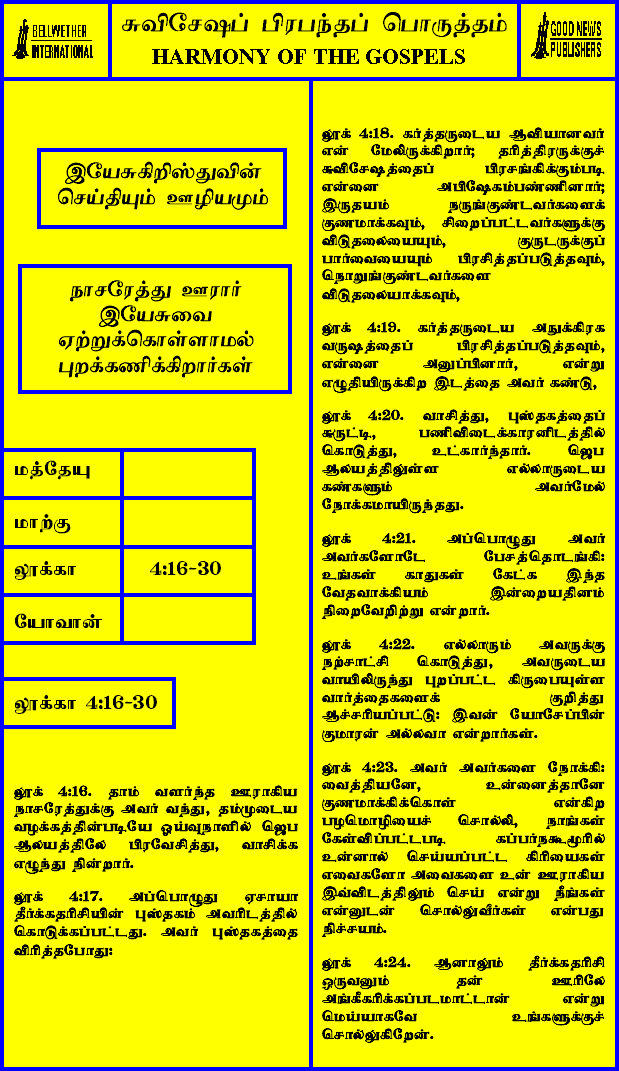 BELLWETHER
INTERNATIONAL
சுவிசேஷப் பிரபந்தப் பொருத்தம்
HARMONY OF THE GOSPELS
GOOD NEWS
PUBLISHERS
இயேசுகிறிஸ்துவின்
செய்தியும் ஊழியமும்
நாசரேத்து ஊரார்
இயேசுவை
ஏற்றுக்கொள்ளாமல்
புறக்கணிக்கிறார்கள்
மத்தேயு
மாற்கு
லூக்கா 4:16-30
யோவான்
லூக்கா 4:16-30
லூக் 4:16. தாம் வளர்ந்த ஊராகிய
நாசரேத்துக்கு அவர் வந்து, தம்முடைய
வழக்கத்தின்படியே ஓய்வுநாளில் ஜெப
ஆலயத்திலே பிரவேசித்து, வாசிக்க
எழுந்து நின்றார்.
லூக் 4:17. அப்பொழுது ஏசாயா
தீர்க்கதரிசியின் புஸ்தகம் அவரிடத்தில்
கொடுக்கப்பட்டது. அவர் புஸ்தகத்தை
விரித்தபோது:
லூக் 4:18. கர்த்தருடைய ஆவியானவர்
என் மேலிருக்கிறார்; தரித்திரருக்குச்
சுவிசேஷத்தைப் பிரசங்கிக்கும்படி
என்னை அபிஷேகம்பண்ணினார்;
இருதயம் நருங்குண்டவர்களைக்
குணமாக்கவும், சிறைப்பட்டவர்களுக்கு
விடுதலையையும், குருடருக்குப்
பார்வையையும் பிரசித்தப்படுத்தவும்,
நொறுங்குண்டவர்களை
விடுதலையாக்கவும்,
லூக் 4:19. கர்த்தருடைய அநுக்கிரக
வருஷத்தைப் பிரசித்தப்படுத்தவும்,
என்னை அனுப்பினார், என்று
எழுதியிருக்கிற இடத்தை அவர் கண்டு,
லூக் 4:20. வாசித்து, புஸ்தகத்தைப்
சுருட்டி, பணிவிடைக்காரனிடத்தில்
கொடுத்து, உட்கார்ந்தார். ஜெப
ஆலயத்திலுள்ள எல்லாருடைய
கண்களும் அவர்மேல்
நோக்கமாயிருந்தது.
லூக் 4:21. அப்பொழுது அவர்
அவர்களோடே பேசத்தொடங்கி:
உங்கள் காதுகள் கேட்க இந்த
வேதவாக்கியம் இன்றையதினம்
நிறைவேறிற்று என்றார்.
லூக் 4:22. எல்லாரும் அவருக்கு
நற்சாட்சி கொடுத்து, அவருடைய
வாயிலிருந்து புறப்பட்ட கிருபையுள்ள
வார்த்தைகளைக் குறித்து
ஆச்சரியப்பட்டு: இவன் யோசேப்பின்
குமாரன் அல்லவா என்றார்கள்.
லூக் 4:23. அவர் அவர்களை நோக்கி:
வைத்தியனே, உன்னைத்தானே
குணமாக்கிக்கொள் என்கிற
பழமொழியைச் சொல்லி, நாங்கள்
கேள்விப்பட்டபடி கப்பர்நகூமூரில்
உன்னால் செய்யப்பட்ட கிரியைகள்
எவைகளோ அவைகளை உன் ஊராகிய
இவ்விடத்திலும் செய் என்று நீங்கள்
என்னுடன் சொல்லுவீர்கள் என்பது
நிச்சயம்.
லூக் 4:24. ஆனாலும் தீர்க்கதரிசி
ஒருவனும் தன் ஊரிலே
அங்கீகரிக்கப்படமாட்டான் என்று
மெய்யாகவே உங்களுக்குச்
சொல்லுகிறேன்.